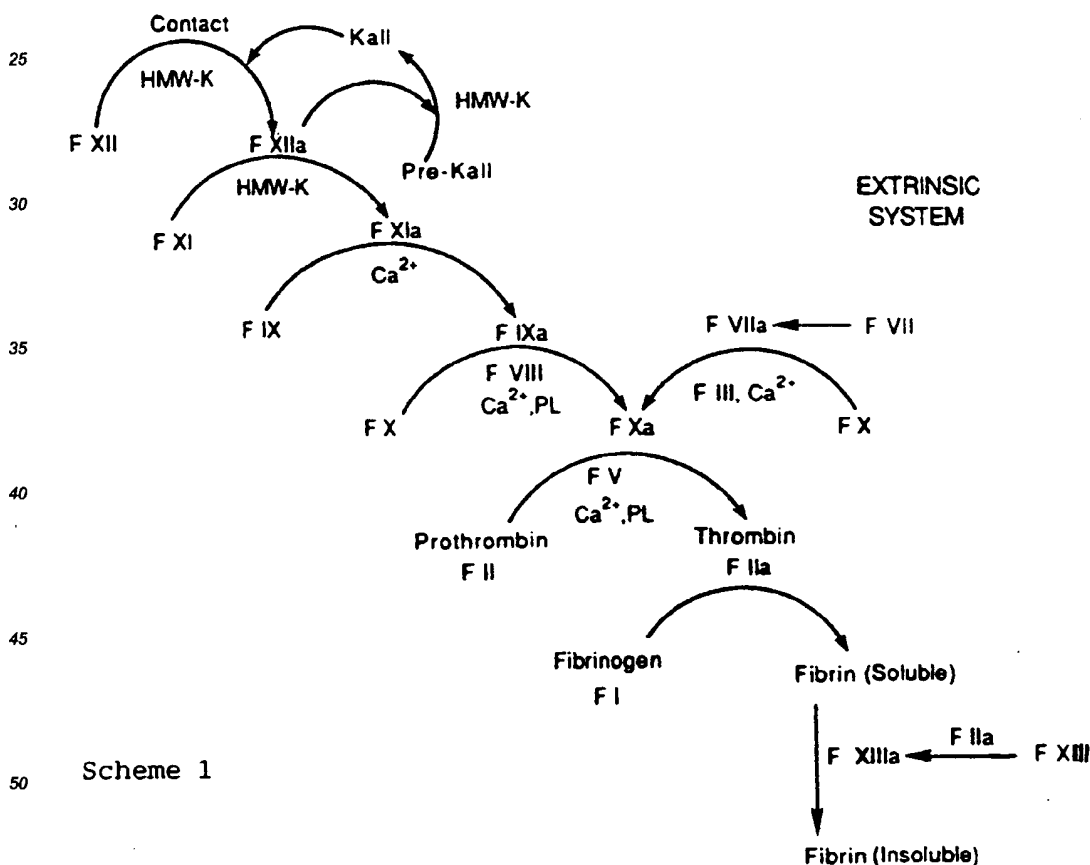 Contact
Kall
25
HMW-K
HMW-K
F XII
F XIIa
Pre-Kall
HMW-K
EXTRINSIC
SYSTEM
30
F XI
F XIa
Ca²⁺
F IX
F VIIa
F VII
F IXa
35
F VIII
F III, Ca²⁺
Ca²⁺,PL
F X
F Xa
F X
F V
40
Ca²⁺,PL
Prothrombin
Thrombin
F II
F IIa
45
Fibrinogen
Fibrin (Soluble)
F I
F IIa
F XIIIa
F XIII
Scheme 1
50
Fibrin (Insoluble)